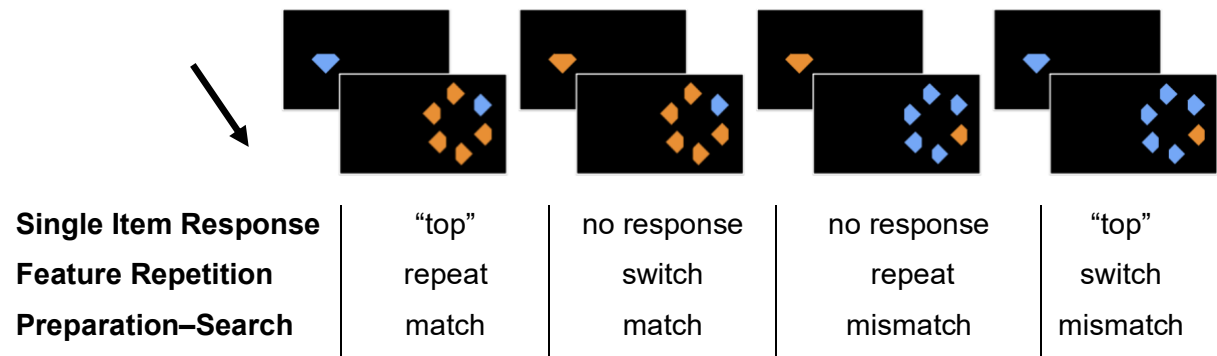 Single Item Response “top” no response no response “top”
Feature Repetition repeat switch repeat switch
Preparation–Search match match mismatch mismatch